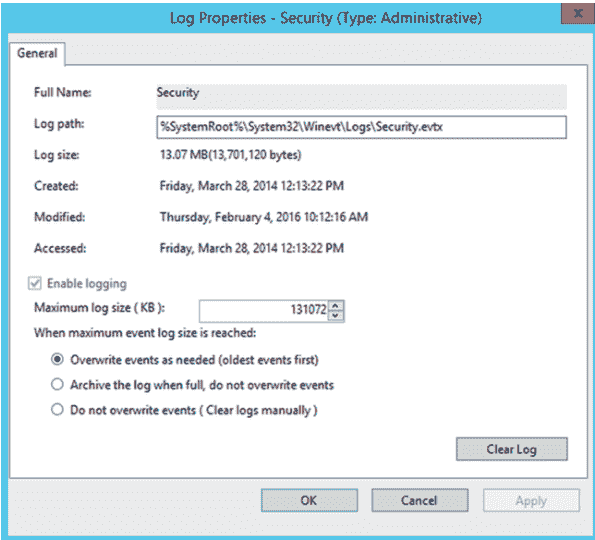 Log Properties - Security (Type: Administrative)
x
General
Full Name: Security
Log path: %SystemRoot%\System32\Winevt\Logs\Security.evtx
Log size: 13.07 MB(13,701,120 bytes)
Created: Friday, March 28, 2014 12:13:22 PM
Modified: Thursday, February 4, 2016 10:12:16 AM
Accessed: Friday, March 28, 2014 12:13:22 PM
Enable logging
Maximum log size ( KB ): 131072
When maximum event log size is reached:
Overwrite events as needed (oldest events first)
Archive the log when full, do not overwrite events
Do not overwrite events ( Clear logs manually )
Clear Log
OK Cancel Apply